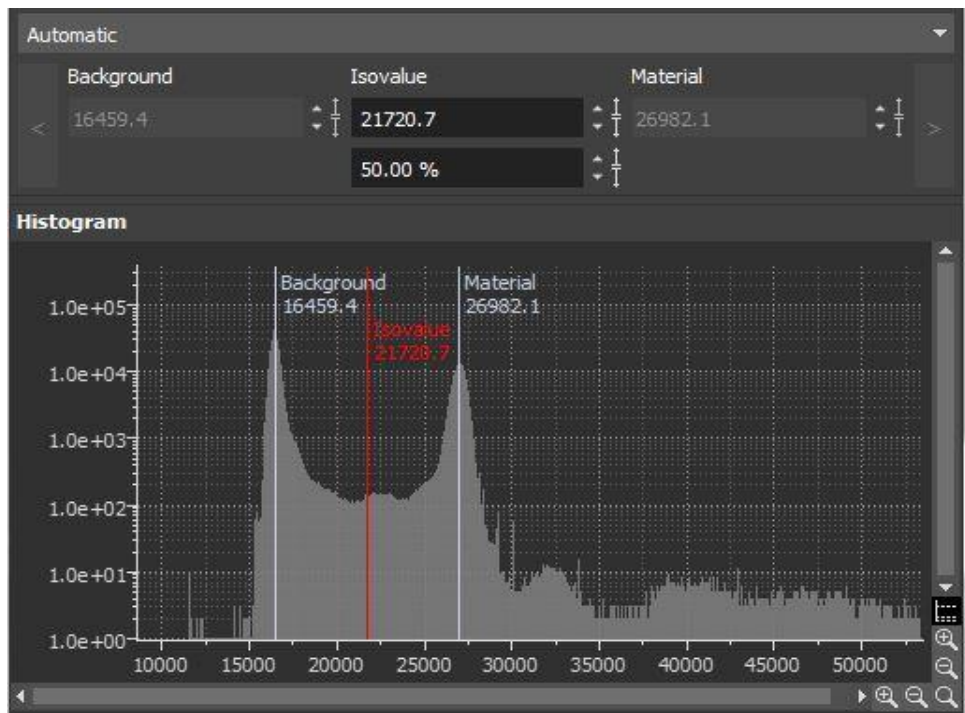 Automatic
Background Isovalue Material
< 16459.4 21720.7 26982.1 >
50.00 %
Histogram
Background Material
16459.4 26982.1
Isovalue
21720.7
1.0e+05
1.0e+04
1.0e+03
1.0e+02
1.0e+01
1.0e+00
10000 15000 20000 25000 30000 35000 40000 45000 50000